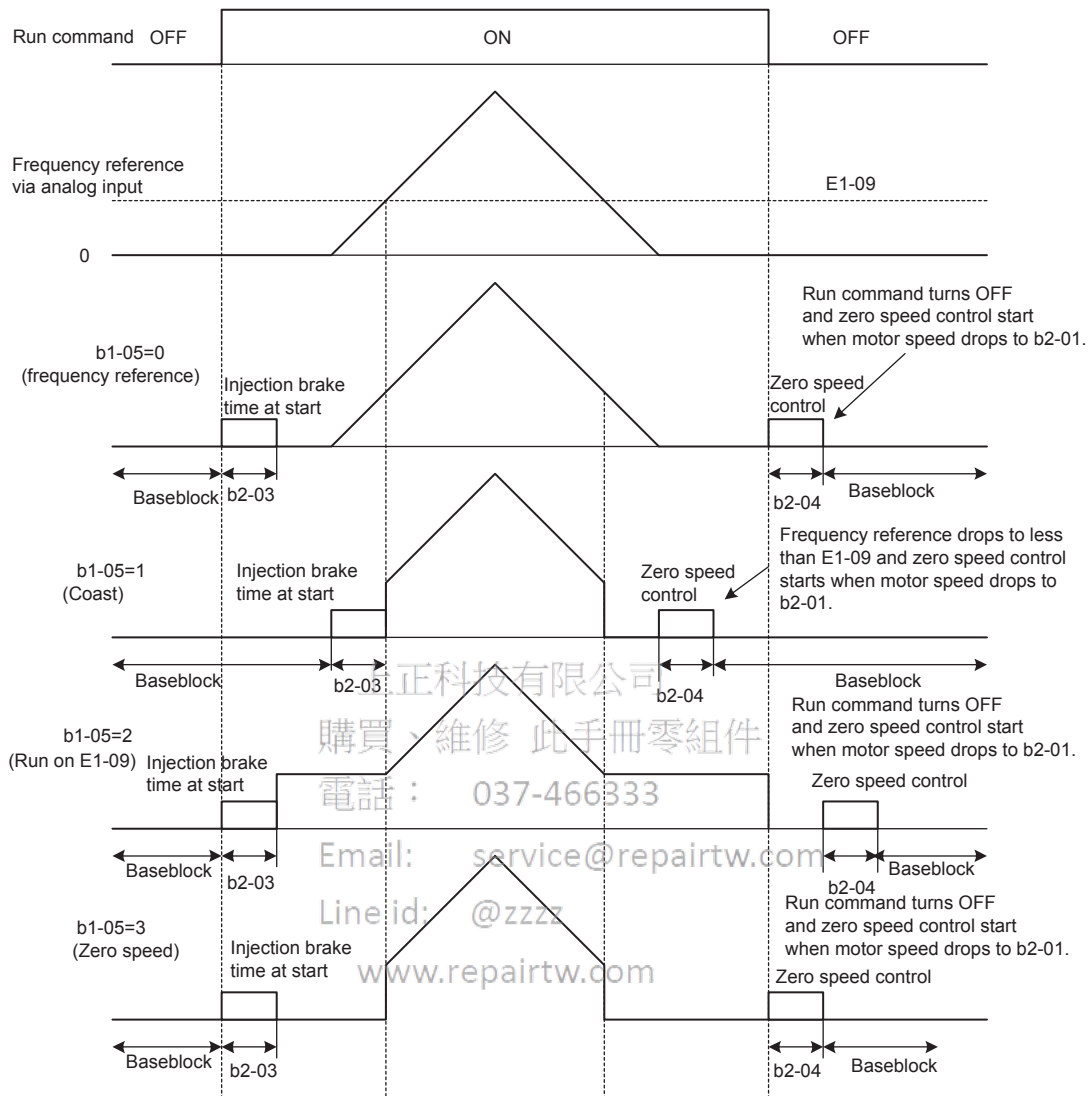 Run command OFF
ON
OFF
Frequency reference
via analog input
E1-09
0
Run command turns OFF
and zero speed control start
when motor speed drops to b2-01.
b1-05=0
(frequency reference)
Injection brake
time at start
Zero speed
control
Baseblock
b2-03
b2-04
Baseblock
Frequency reference drops to less
than E1-09 and zero speed control
starts when motor speed drops to
b2-01.
b1-05=1
(Coast)
Injection brake
time at start
Zero speed
control
Baseblock
b2-03
b2-04
Baseblock
上正科技有限公司
購買、維修 此手冊零組件
電話： 037-466333
Email: service@repairtw.com
Line id: @zzzz
www.repairtw.com
Run command turns OFF
and zero speed control start
when motor speed drops to b2-01.
b1-05=2
(Run on E1-09)
Injection brake
time at start
Zero speed control
Baseblock
b2-03
b2-04
Baseblock
Run command turns OFF
and zero speed control start
when motor speed drops to b2-01.
b1-05=3
(Zero speed)
Injection brake
time at start
Zero speed control
Baseblock
b2-03
b2-04
Baseblock